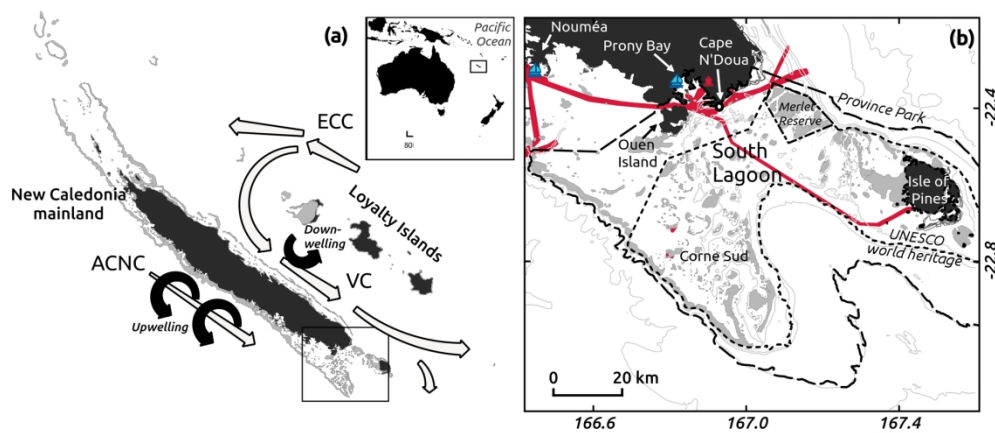 (a)
Pacific
Ocean
80
ECC
New Caledonia
mainland
Loyalty Islands
Down-
welling
ACNC
VC
Upwelling
(b)
Nouméa
Prony Bay
Cape
N'Doua
Merlet
Reserve
Province Park
Ouen
Island
South
Lagoon
Isle of
Pines
UNESCO
world heritage
Corne Sud
0 20 km
-22.4
-22.8
166.6 167.0 167.4